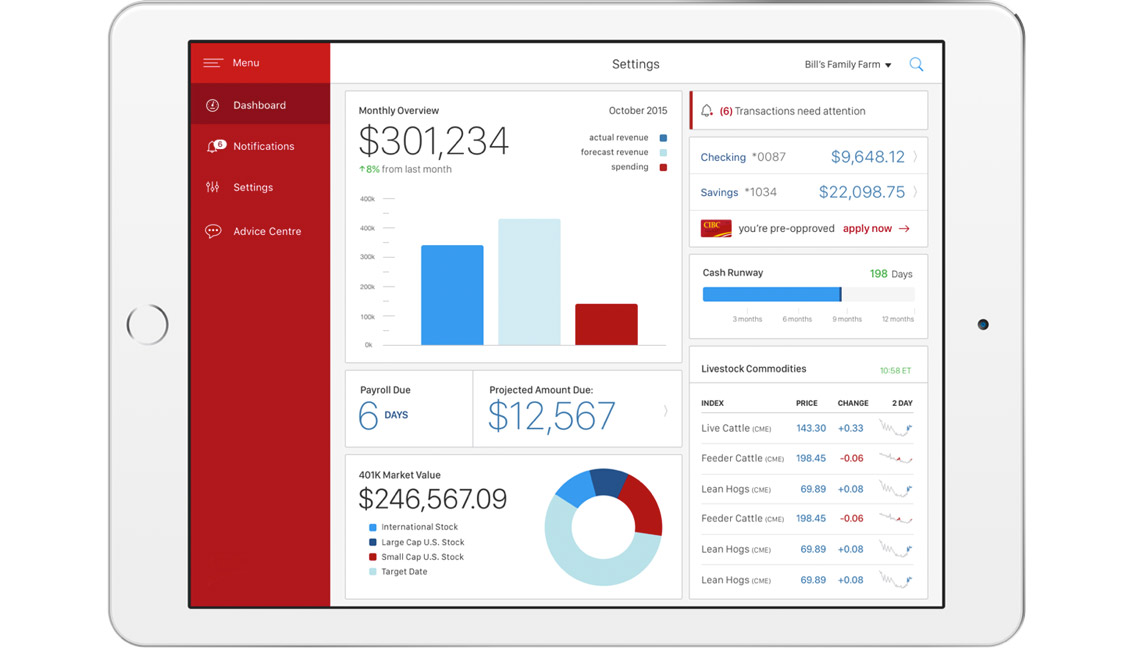 Menu
Dashboard
6
Notifications
Settings
Advice Centre
Settings
Bill's Family Farm
Monthly Overview
October 2015
$301,234
8% from last month
actual revenue
forecast revenue
spending
400k
400k
300k
200k
100k
0k
Payroll Due
6 DAYS
Projected Amount Due:
$12,567
401K Market Value
$246,567.09
International Stock
Large Cap U.S. Stock
Small Cap U.S. Stock
Target Date
(6) Transactions need attention
Checking *0087 $9,648.12
Savings *1034 $22,098.75
CIBC you're pre-approved apply now →
Cash Runway 198 Days
3 months 6 months 9 months 12 months
Livestock Commodities 10:58 ET
INDEX PRICE CHANGE 2 DAY
Live Cattle (CME) 143.30 +0.33
Feeder Cattle (CME) 198.45 -0.06
Lean Hogs (CME) 69.89 +0.08
Feeder Cattle (CME) 198.45 -0.06
Lean Hogs (CME) 69.89 +0.08
Lean Hogs (CME) 69.89 +0.08